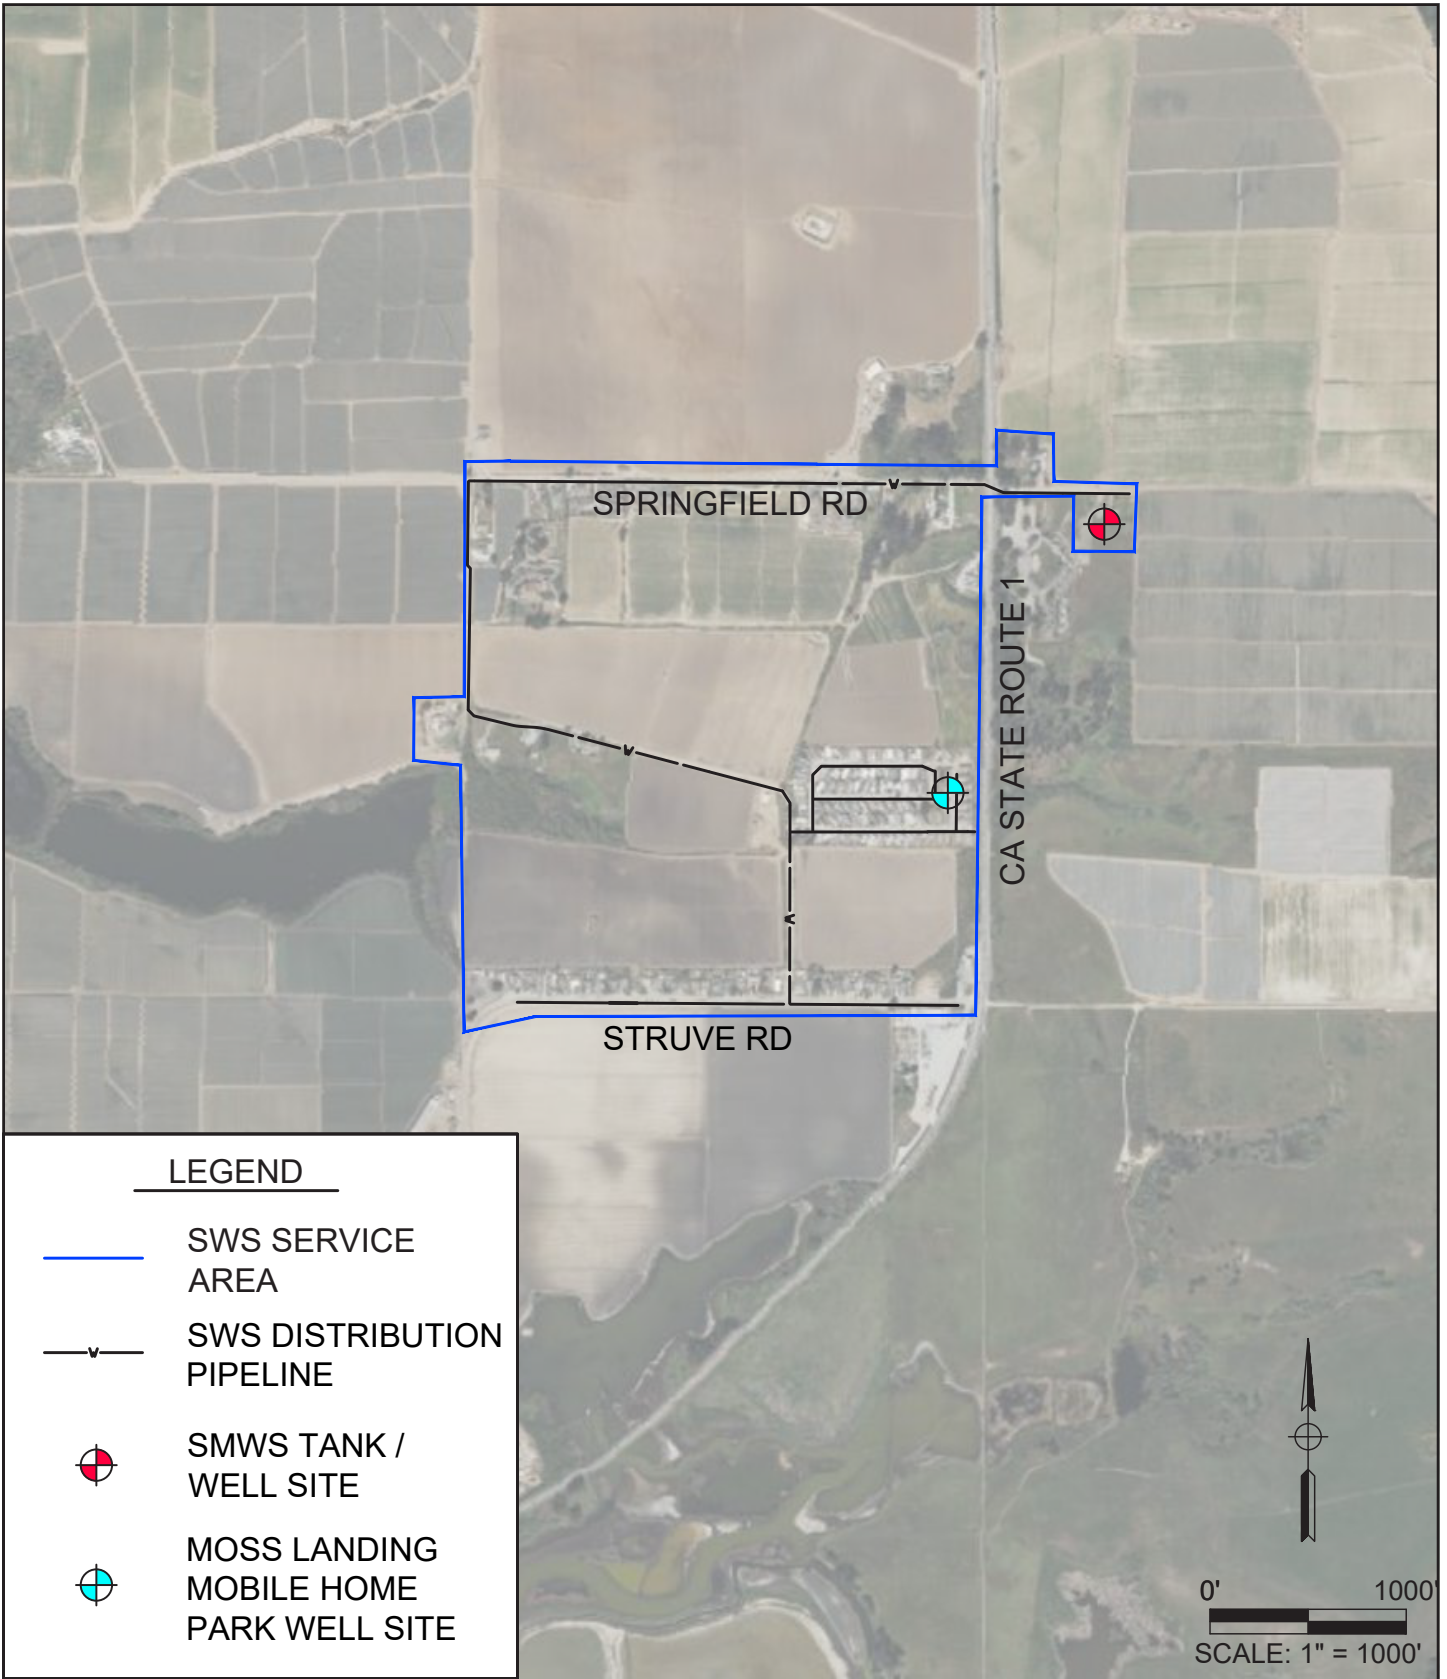 SPRINGFIELD RD
CA STATE ROUTE 1
STRUVE RD
LEGEND
SWS SERVICE
AREA
W
SWS DISTRIBUTION
PIPELINE
SMWS TANK /
WELL SITE
MOSS LANDING
MOBILE HOME
PARK WELL SITE
0' 1000'
SCALE: 1" = 1000'